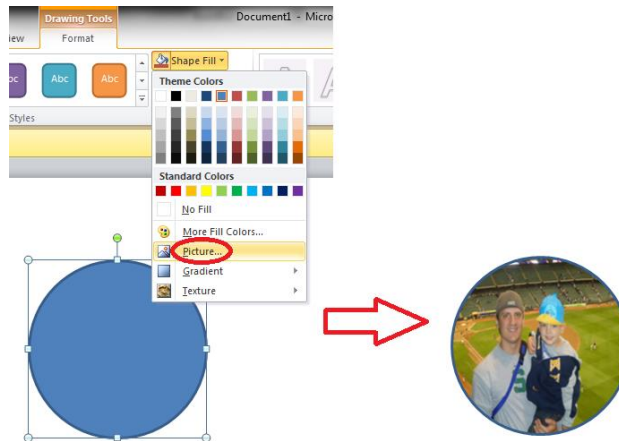 Drawing Tools
Document1 - Micro
iew
Format
Shape Fill
Abc
Abc
Styles
Theme Colors
Standard Colors
No Fill
More Fill Colors...
Picture...
Gradient
Texture